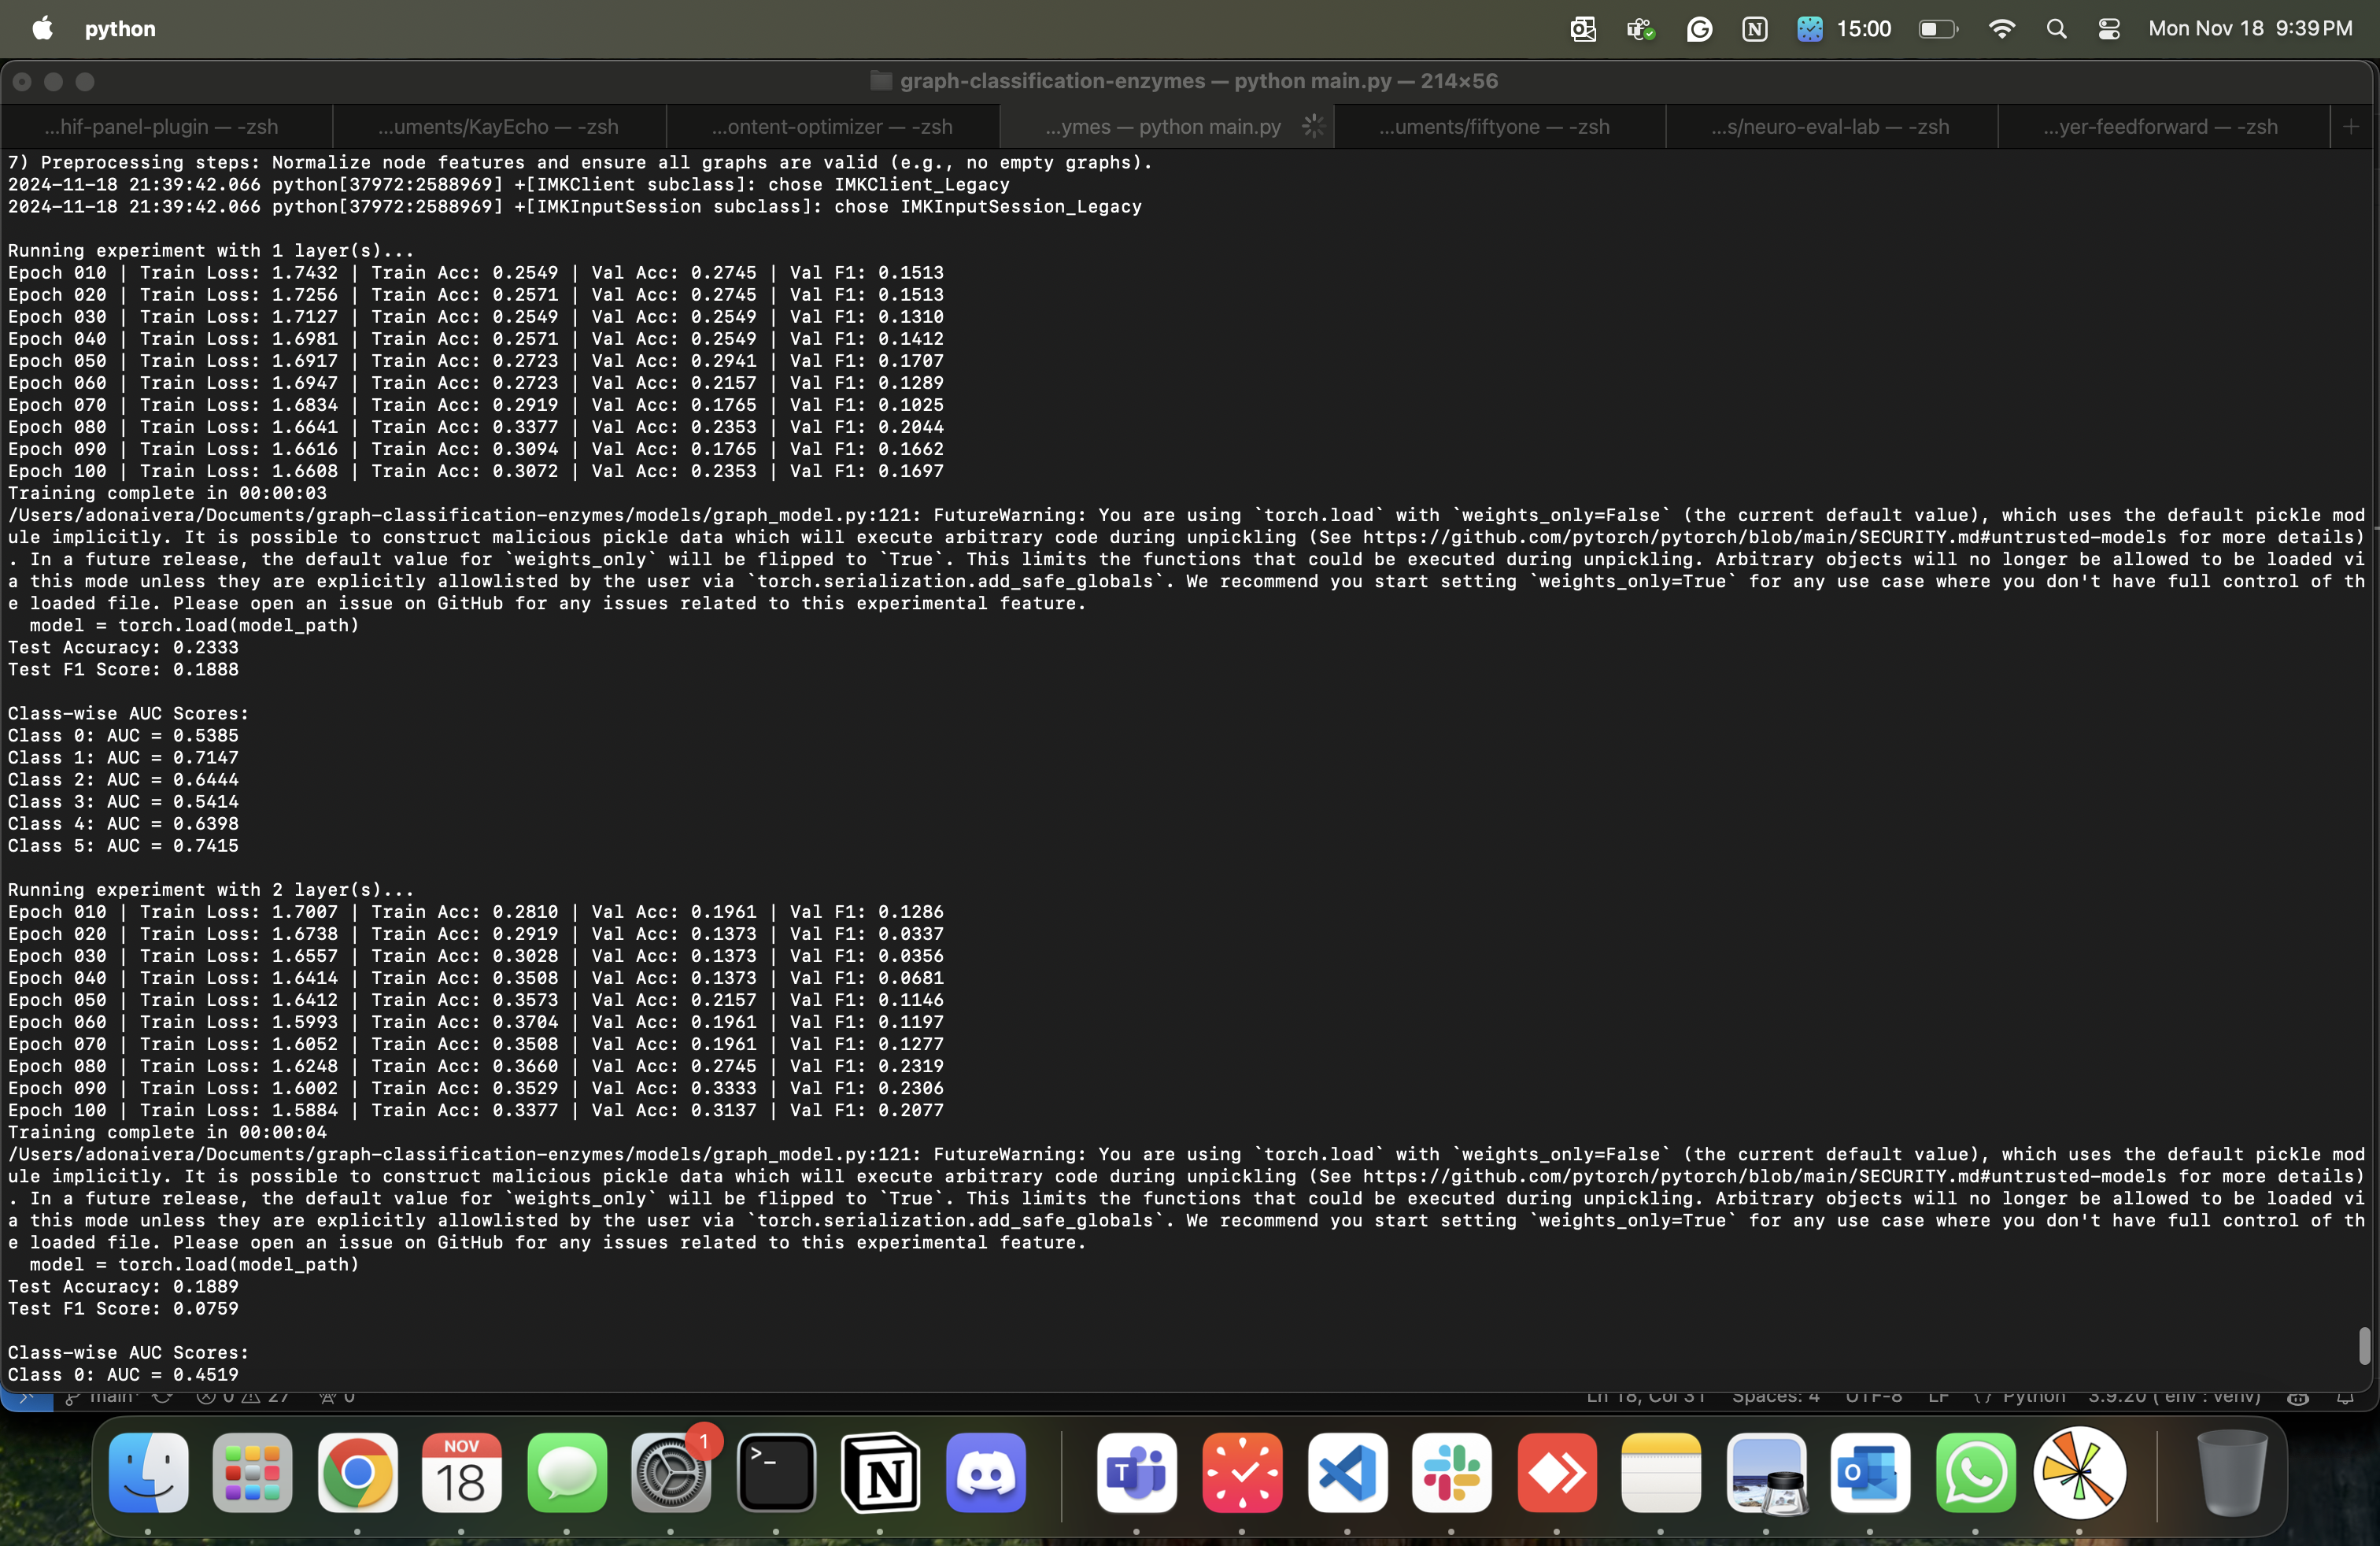 python
15:00
Mon Nov 18 9:39 PM
graph-classification-enzymes — python main.py — 214×56
...hif-panel-plugin — -zsh
...uments/KayEcho — -zsh
...ontent-optimizer — -zsh
...ymes — python main.py
...uments/fiftyone — -zsh
...s/neuro-eval-lab — -zsh
...yer-feedforward — -zsh
7) Preprocessing steps: Normalize node features and ensure all graphs are valid (e.g., no empty graphs).
2024-11-18 21:39:42.066 python[37972:2588969] +[IMKClient subclass]: chose IMKClient_Legacy
2024-11-18 21:39:42.066 python[37972:2588969] +[IMKInputSession subclass]: chose IMKInputSession_Legacy
Running experiment with 1 layer(s)...
Epoch 010 | Train Loss: 1.7432 | Train Acc: 0.2549 | Val Acc: 0.2745 | Val F1: 0.1513
Epoch 020 | Train Loss: 1.7256 | Train Acc: 0.2571 | Val Acc: 0.2745 | Val F1: 0.1513
Epoch 030 | Train Loss: 1.7127 | Train Acc: 0.2549 | Val Acc: 0.2549 | Val F1: 0.1310
Epoch 040 | Train Loss: 1.6981 | Train Acc: 0.2571 | Val Acc: 0.2549 | Val F1: 0.1412
Epoch 050 | Train Loss: 1.6917 | Train Acc: 0.2723 | Val Acc: 0.2941 | Val F1: 0.1707
Epoch 060 | Train Loss: 1.6947 | Train Acc: 0.2723 | Val Acc: 0.2157 | Val F1: 0.1289
Epoch 070 | Train Loss: 1.6834 | Train Acc: 0.2919 | Val Acc: 0.1765 | Val F1: 0.1025
Epoch 080 | Train Loss: 1.6641 | Train Acc: 0.3377 | Val Acc: 0.2353 | Val F1: 0.2044
Epoch 090 | Train Loss: 1.6616 | Train Acc: 0.3094 | Val Acc: 0.1765 | Val F1: 0.1662
Epoch 100 | Train Loss: 1.6608 | Train Acc: 0.3072 | Val Acc: 0.2353 | Val F1: 0.1697
Training complete in 00:00:03
/Users/adonaivera/Documents/graph-classification-enzymes/models/graph_model.py:121: FutureWarning: You are using `torch.load` with `weights_only=False` (the current default value), which uses the default pickle mod
ule implicitly. It is possible to construct malicious pickle data which will execute arbitrary code during unpickling (See https://github.com/pytorch/pytorch/blob/main/SECURITY.md#untrusted-models for more details)
. In a future release, the default value for `weights_only` will be flipped to `True`. This limits the functions that could be executed during unpickling. Arbitrary objects will no longer be allowed to be loaded vi
a this mode unless they are explicitly allowlisted by the user via `torch.serialization.add_safe_globals`. We recommend you start setting `weights_only=True` for any use case where you don't have full control of th
e loaded file. Please open an issue on GitHub for any issues related to this experimental feature.
model = torch.load(model_path)
Test Accuracy: 0.2333
Test F1 Score: 0.1888
Class-wise AUC Scores:
Class 0: AUC = 0.5385
Class 1: AUC = 0.7147
Class 2: AUC = 0.6444
Class 3: AUC = 0.5414
Class 4: AUC = 0.6398
Class 5: AUC = 0.7415
Running experiment with 2 layer(s)...
Epoch 010 | Train Loss: 1.7007 | Train Acc: 0.2810 | Val Acc: 0.1961 | Val F1: 0.1286
Epoch 020 | Train Loss: 1.6738 | Train Acc: 0.2919 | Val Acc: 0.1373 | Val F1: 0.0337
Epoch 030 | Train Loss: 1.6557 | Train Acc: 0.3028 | Val Acc: 0.1373 | Val F1: 0.0356
Epoch 040 | Train Loss: 1.6414 | Train Acc: 0.3508 | Val Acc: 0.1373 | Val F1: 0.0681
Epoch 050 | Train Loss: 1.6412 | Train Acc: 0.3573 | Val Acc: 0.2157 | Val F1: 0.1146
Epoch 060 | Train Loss: 1.5993 | Train Acc: 0.3704 | Val Acc: 0.1961 | Val F1: 0.1197
Epoch 070 | Train Loss: 1.6052 | Train Acc: 0.3508 | Val Acc: 0.1961 | Val F1: 0.1277
Epoch 080 | Train Loss: 1.6248 | Train Acc: 0.3660 | Val Acc: 0.2745 | Val F1: 0.2319
Epoch 090 | Train Loss: 1.6002 | Train Acc: 0.3529 | Val Acc: 0.3333 | Val F1: 0.2306
Epoch 100 | Train Loss: 1.5884 | Train Acc: 0.3377 | Val Acc: 0.3137 | Val F1: 0.2077
Training complete in 00:00:04
/Users/adonaivera/Documents/graph-classification-enzymes/models/graph_model.py:121: FutureWarning: You are using `torch.load` with `weights_only=False` (the current default value), which uses the default pickle mod
ule implicitly. It is possible to construct malicious pickle data which will execute arbitrary code during unpickling (See https://github.com/pytorch/pytorch/blob/main/SECURITY.md#untrusted-models for more details)
. In a future release, the default value for `weights_only` will be flipped to `True`. This limits the functions that could be executed during unpickling. Arbitrary objects will no longer be allowed to be loaded vi
a this mode unless they are explicitly allowlisted by the user via `torch.serialization.add_safe_globals`. We recommend you start setting `weights_only=True` for any use case where you don't have full control of th
e loaded file. Please open an issue on GitHub for any issues related to this experimental feature.
model = torch.load(model_path)
Test Accuracy: 0.1889
Test F1 Score: 0.0759
Class-wise AUC Scores:
Class 0: AUC = 0.4519
main* 0 27 0 Ln 18, Col 31 Spaces: 4 UTF-8 LF {} Python 3.9.20 ('env': venv)
NOV
18
1
>_
N
T
O